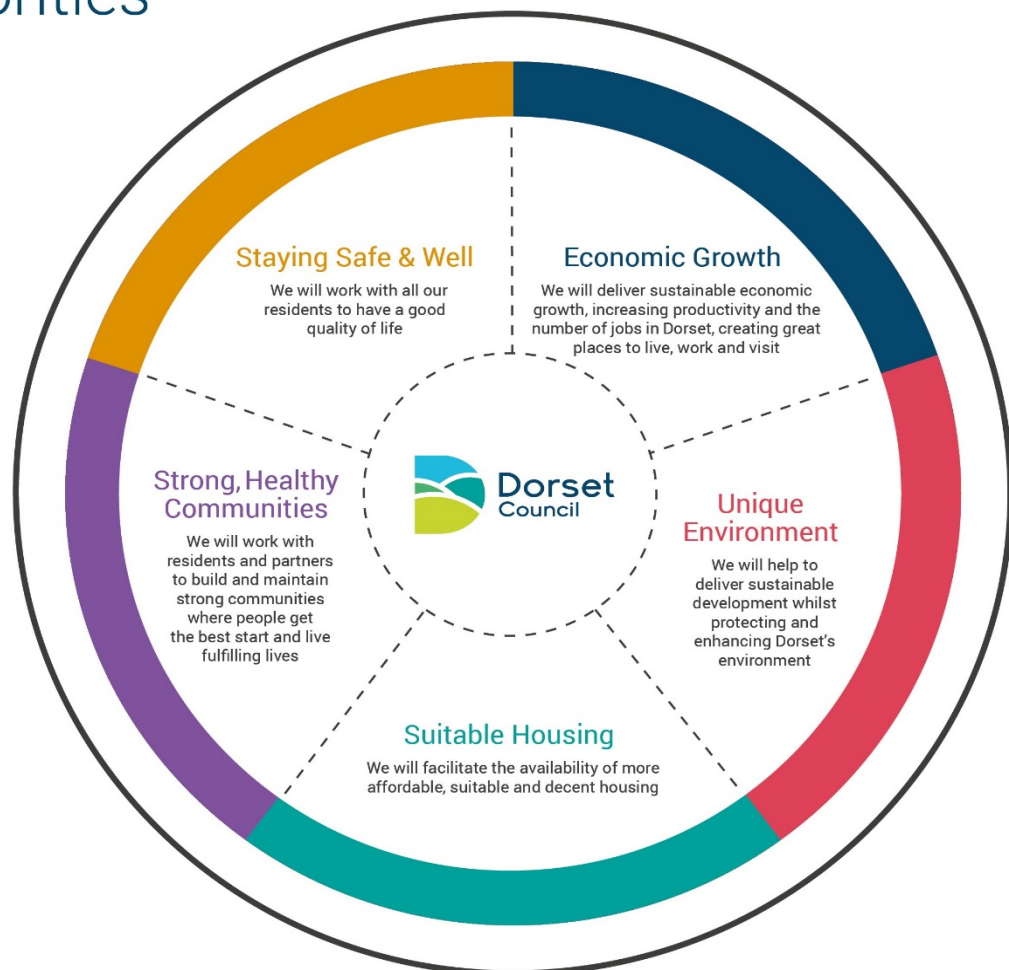 Staying Safe & Well
We will work with all our
residents to have a good
quality of life
Economic Growth
We will deliver sustainable economic
growth, increasing productivity and the
number of jobs in Dorset, creating great
places to live, work and visit
Strong, Healthy
Communities
We will work with
residents and partners
to build and maintain
strong communities
where people get
the best start and live
fulfilling lives
Dorset
Council
Unique
Environment
We will help to
deliver sustainable
development whilst
protecting and
enhancing Dorset's
environment
Suitable Housing
We will facilitate the availability of more
affordable, suitable and decent housing